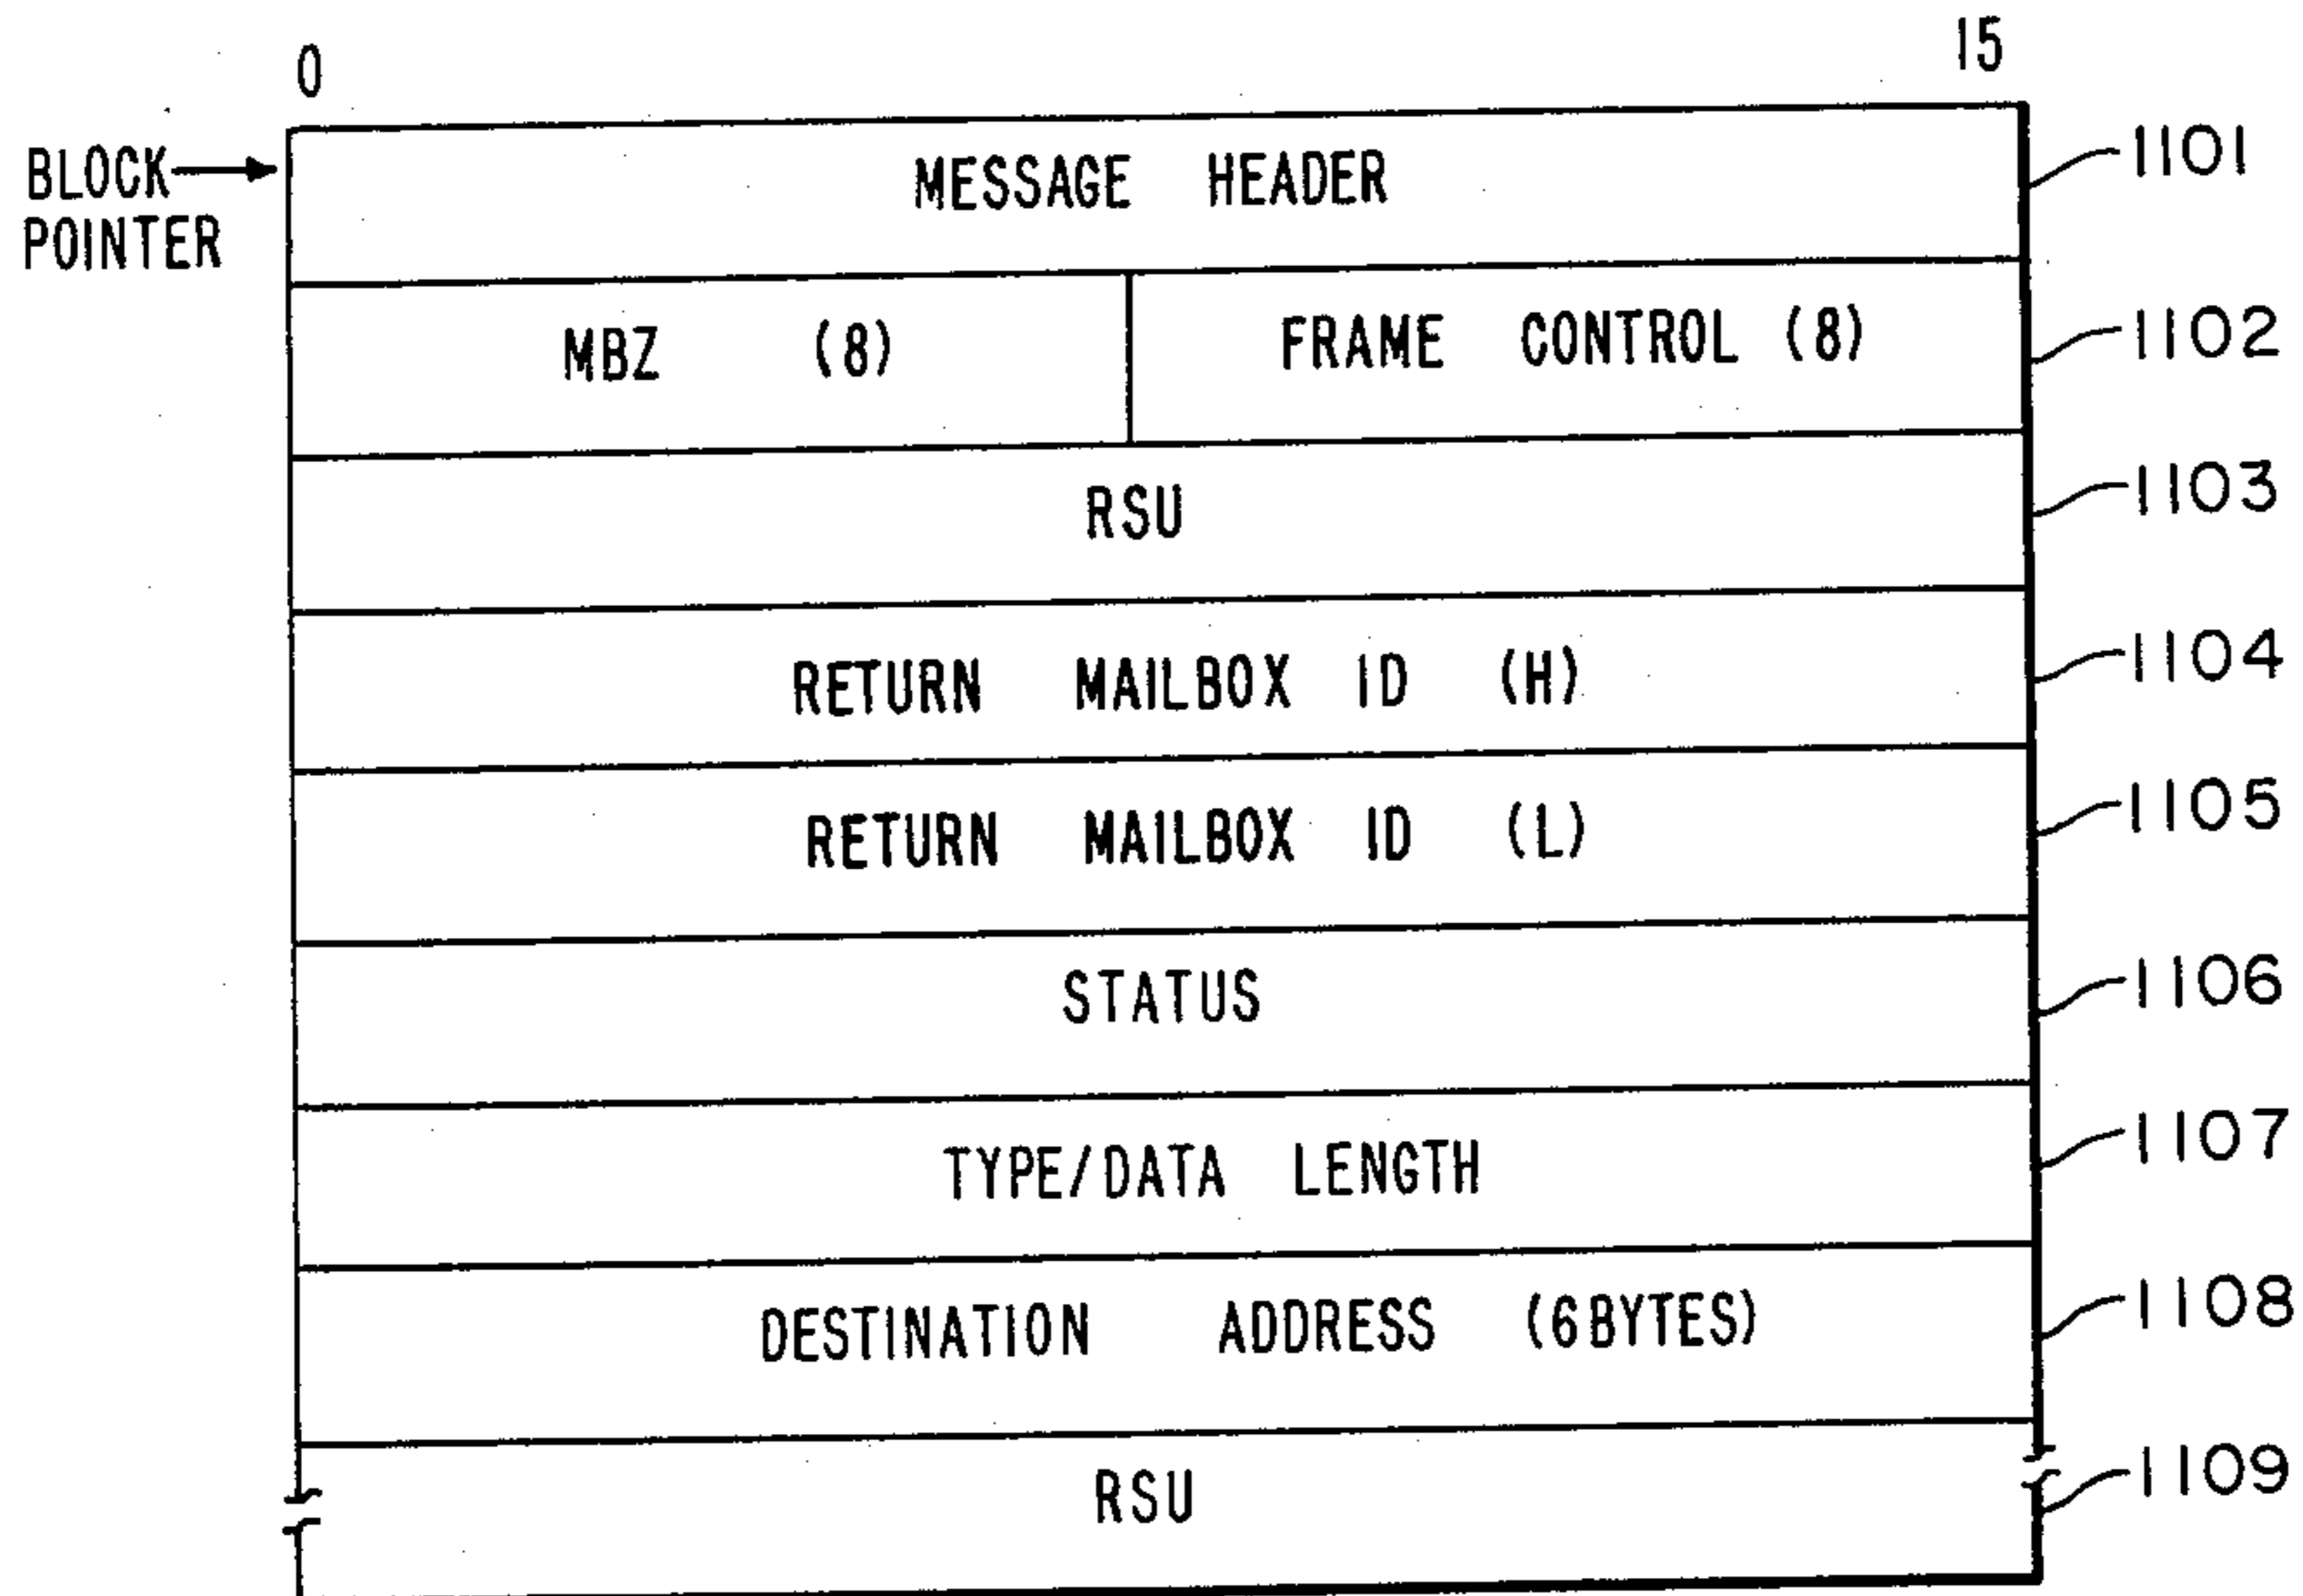 0 15
BLOCK
POINTER
MESSAGE HEADER 1101
MBZ (8) FRAME CONTROL (8) 1102
RSU 1103
RETURN MAILBOX ID (H) 1104
RETURN MAILBOX ID (L) 1105
STATUS 1106
TYPE/DATA LENGTH 1107
DESTINATION ADDRESS (6BYTES) 1108
RSU 1109